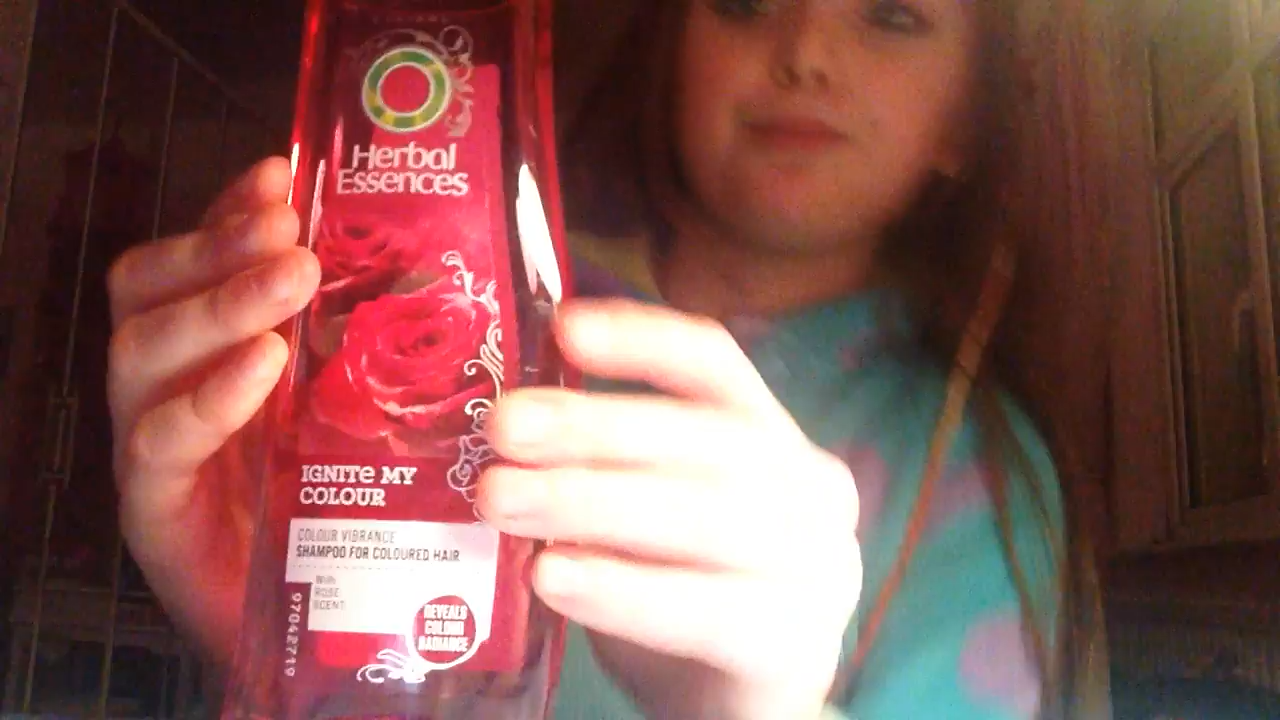 Herbal
Essences
IGNITe MY
COLOUR
COLOUR VIBRANCE
SHAMPOO FOR COLOURED HAIR
With
ROSE
SCENT
REVEALS
COLOUR
RADIANCE
97042719